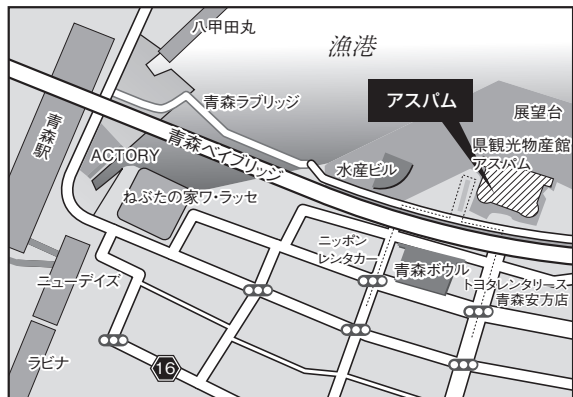 八甲田丸
漁港
青森ラブリッジ
アスパム
展望台
県観光物産館
アスパム
青森駅
青森ベイブリッジ
水産ビル
ACTORY
ねぶたの家ワ・ラッセ
ニッポン
レンタカー
青森ボウル
トヨタレンタリース
青森安方店
ニューデイズ
ラビナ
16